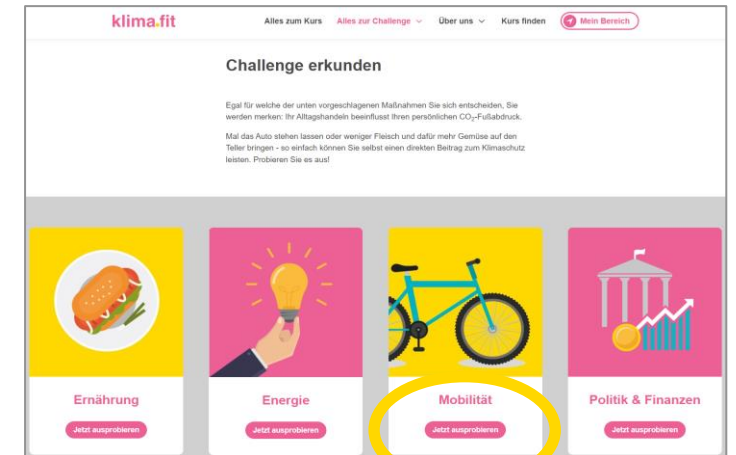 klima.fit
Alles zum Kurs Alles zur Challenge Über uns Kurs finden Mein Bereich
Challenge erkunden
Egal für welche der unten vorgeschlagenen Maßnahmen Sie sich entscheiden, Sie
werden merken: Ihr Alltagshandeln beeinflusst Ihren persönlichen CO₂-Fußabdruck.
Mal das Auto stehen lassen oder weniger Fleisch und dafür mehr Gemüse auf den
Teller bringen - so einfach können Sie selbst einen direkten Beitrag zum Klimaschutz
leisten. Probieren Sie es aus!
Ernährung
Jetzt ausprobieren
Energie
Jetzt ausprobieren
Mobilität
Jetzt ausprobieren
Politik & Finanzen
Jetzt ausprobieren